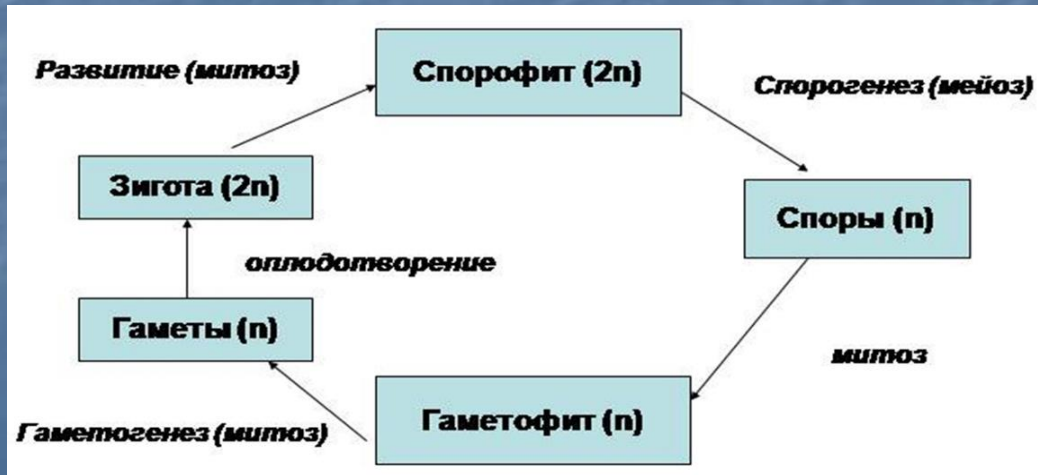 Развитие (митоз)
Спорофит (2n)
Спорогенез (мейоз)
Зигота (2n)
Споры (n)
оплодотворение
Гаметы (n)
митоз
Гаметофит (n)
Гаметогенез (митоз)